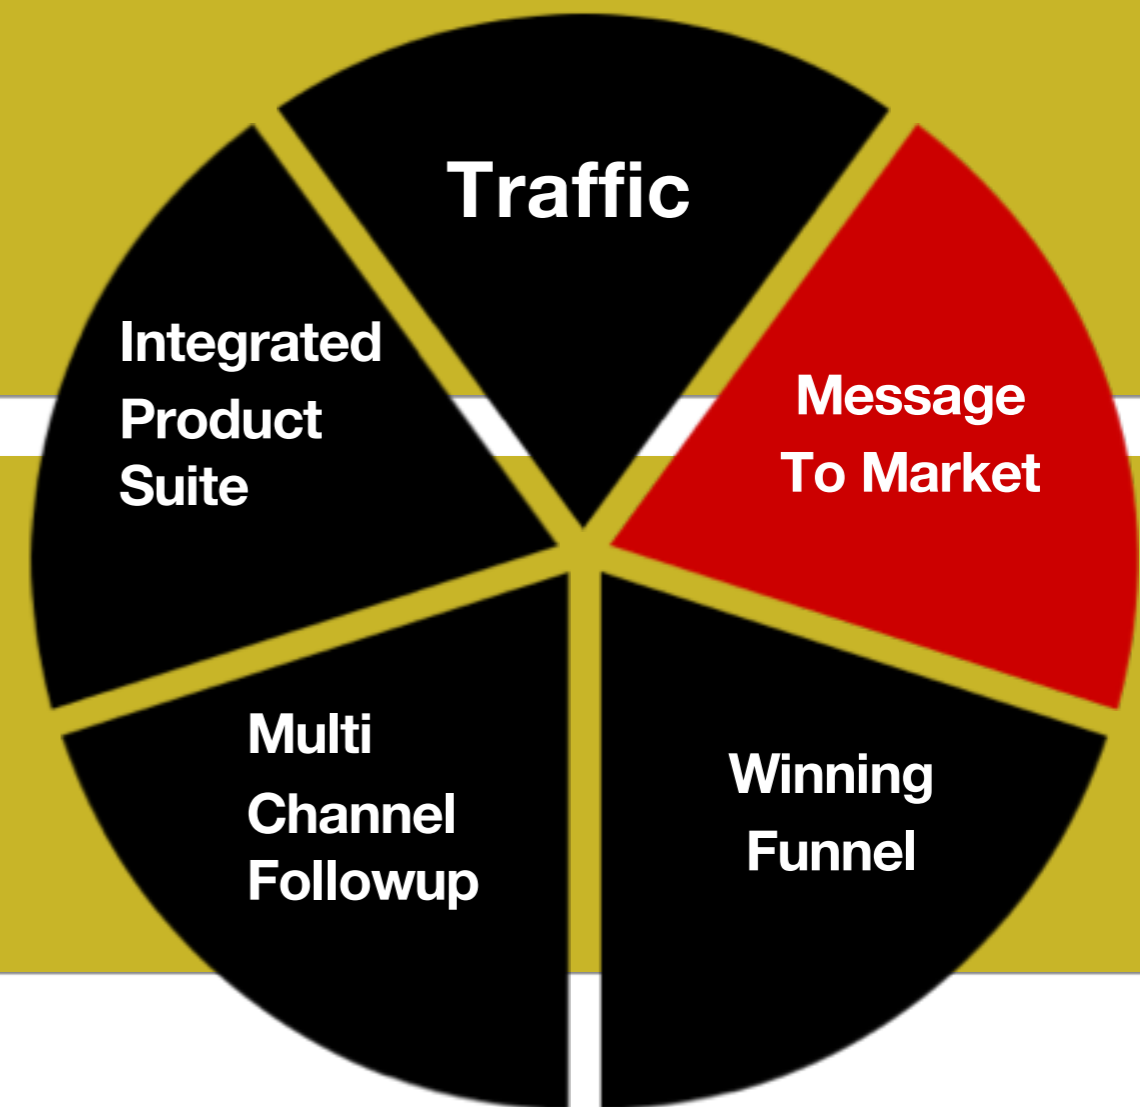 Traffic
Message
To Market
Winning
Funnel
Multi
Channel
Followup
Integrated
Product
Suite